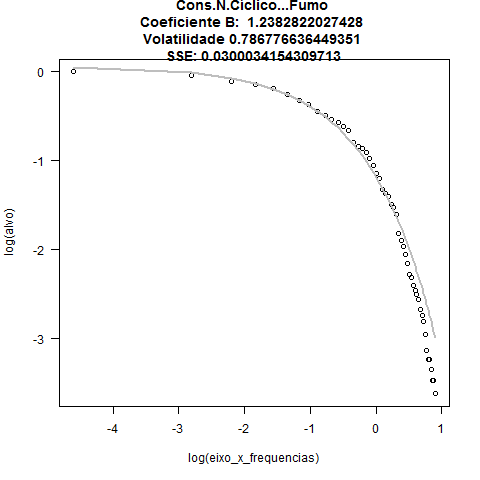 Cons.N.Ciclico...Fumo
Coeficiente B:  1.2382822027428
Volatilidade 0.786776636449351
SSE: 0.0300034154309713
0
-1
-2
-3
log(alvo)
-4
-3
-2
-1
0
1
log(eixo_x_frequencias)